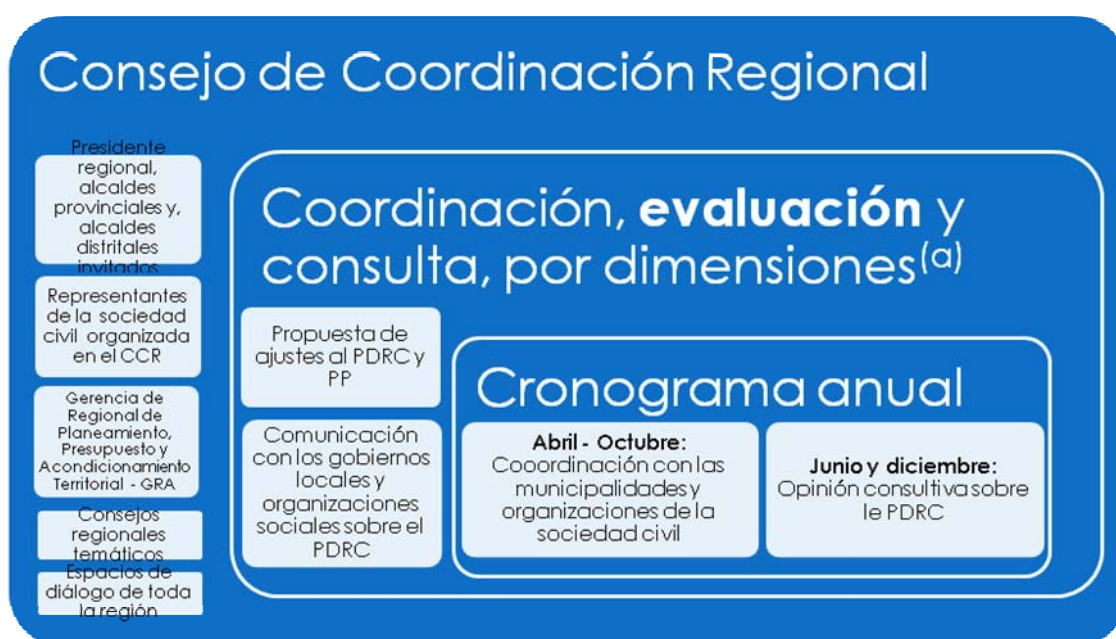 Consejo de Coordinación Regional
Presidente
regional,
alcaldes
provinciales y,
alcaldes
distritales
invitados
Representantes
de la sociedad
civil organizada
en el CCR
Gerencia de
Regional de
Planeamiento,
Presupuesto y
Acondicionamiento
Territorial - GRA
Consejos
regionales
temáticos
Espacios de
diálogo de toda
la región
Coordinación, evaluación y
consulta, por dimensiones(a)
Propuesta de
ajustes al PDRC y
PP
Comunicación
con los gobiernos
locales y
organizaciones
sociales sobre el
PDRC
Cronograma anual
Abril - Octubre:
Cooordinación con las
municipalidades y
organizaciones de la
sociedad civil
Junio y diciembre:
Opinión consultiva sobre
le PDRC